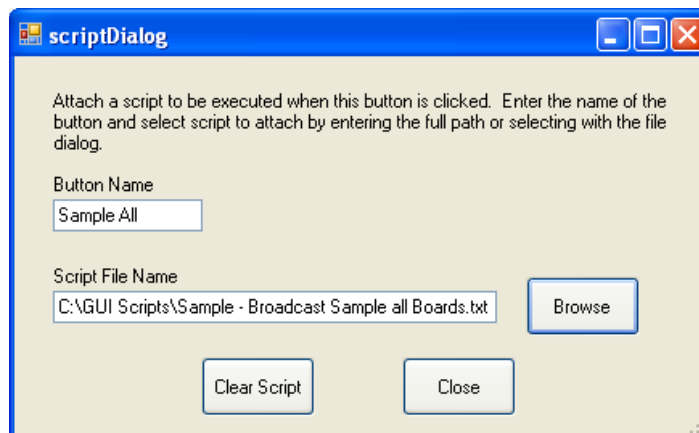 scriptDialog
Attach a script to be executed when this button is clicked.  Enter the name of the
button and select script to attach by entering the full path or selecting with the file
dialog.
Button Name
Sample All
Script File Name
C:\GUI Scripts\Sample - Broadcast Sample all Boards.txt
Browse
Clear Script
Close